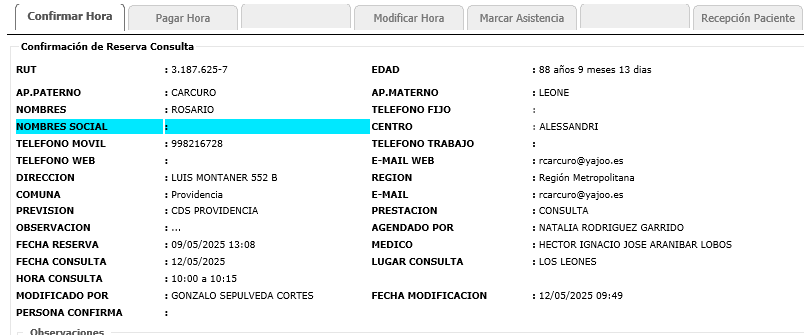 Confirmar Hora Pagar Hora Modificar Hora Marcar Asistencia Recepción Paciente
Confirmación de Reserva Consulta
RUT : 3.187.625-7 EDAD : 88 años 9 meses 13 dias
AP.PATERNO : CARCURO AP.MATERNO : LEONE
NOMBRES : ROSARIO TELEFONO FIJO :
NOMBRES SOCIAL : CENTRO : ALESSANDRI
TELEFONO MOVIL : 998216728 TELEFONO TRABAJO :
TELEFONO WEB : E-MAIL WEB : rcarcuro@yajoo.es
DIRECCION : LUIS MONTANER 552 B REGION : Región Metropolitana
COMUNA : Providencia E-MAIL : rcarcuro@yajoo.es
PREVISION : CDS PROVIDENCIA PRESTACION : CONSULTA
OBSERVACION : ... AGENDADO POR : NATALIA RODRIGUEZ GARRIDO
FECHA RESERVA : 09/05/2025 13:08 MEDICO : HECTOR IGNACIO JOSE ARANIBAR LOBOS
FECHA CONSULTA : 12/05/2025 LUGAR CONSULTA : LOS LEONES
HORA CONSULTA : 10:00 a 10:15
MODIFICADO POR : GONZALO SEPULVEDA CORTES FECHA MODIFICACION : 12/05/2025 09:49
PERSONA CONFIRMA :
Observaciones